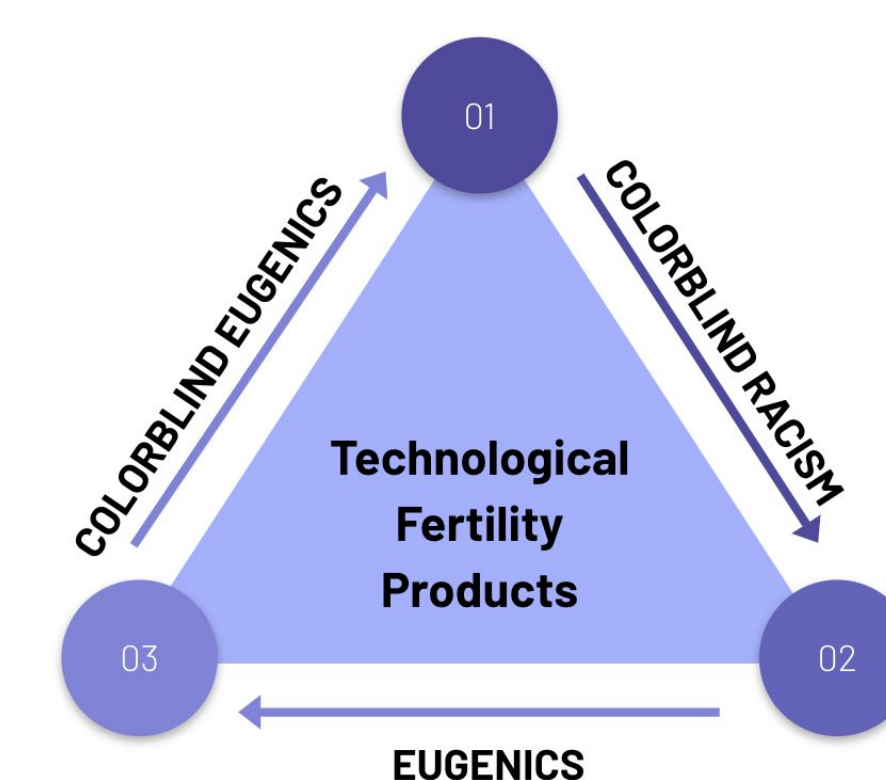 01
COLORBLIND EUGENICS
COLORBLIND RACISM
Technological
Fertility
Products
03
02
EUGENICS